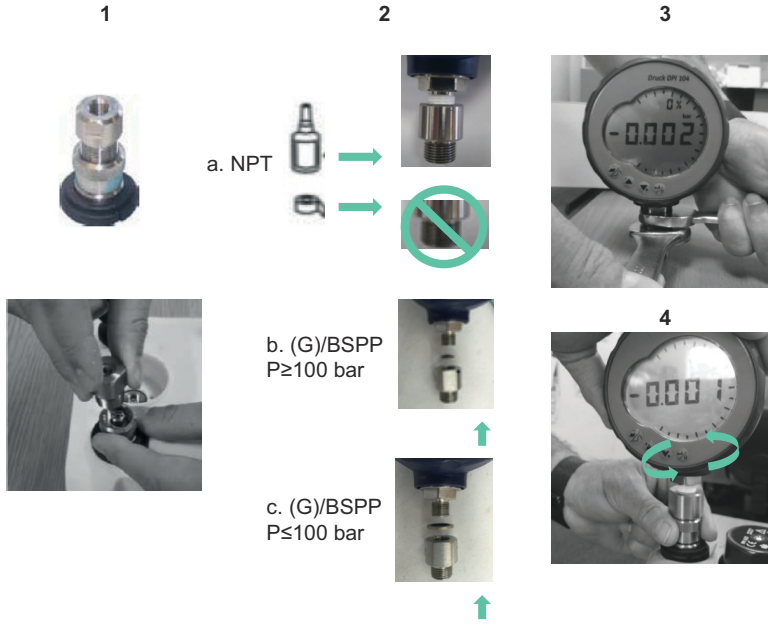 1
2
3
a. NPT
b. (G)/BSPP
P≥100 bar
c. (G)/BSPP
P≤100 bar
Druck DPI 104
0%
bar
-0.002
4
-0.001